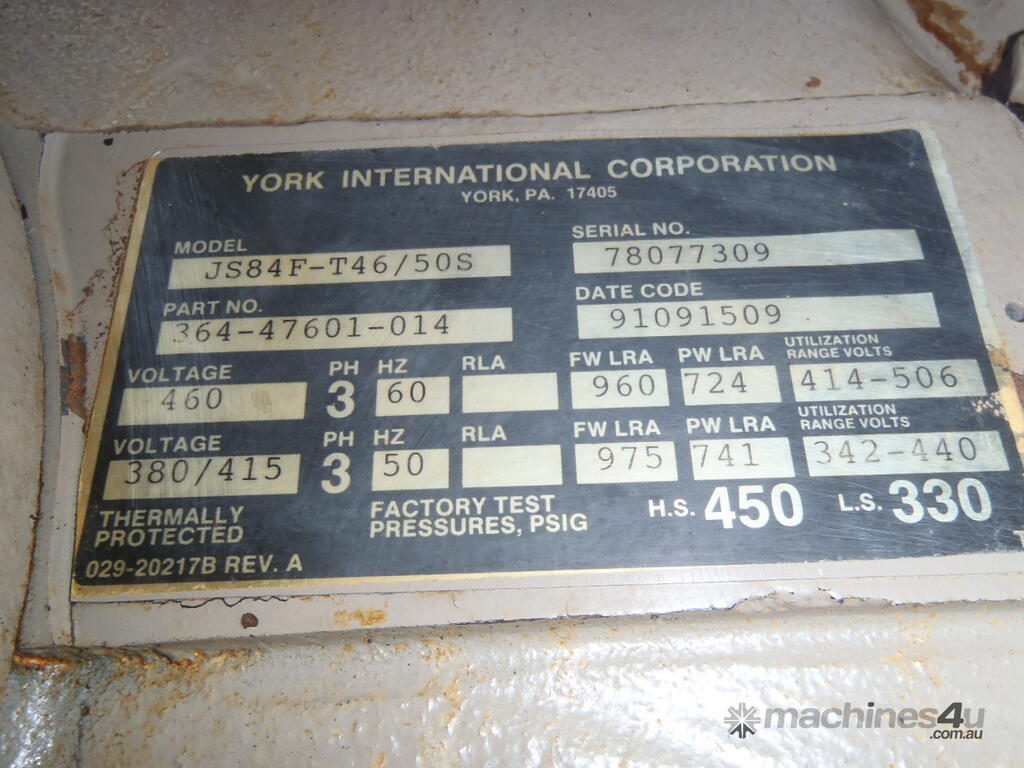 YORK INTERNATIONAL CORPORATION
YORK, PA. 17405
MODEL
JS84F-T46/50S
SERIAL NO.
78077309
PART NO.
364-47601-014
DATE CODE
91091509
VOLTAGE PH HZ RLA FW LRA PW LRA UTILIZATION RANGE VOLTS
460 3 60 960 724 414-506
VOLTAGE PH HZ RLA FW LRA PW LRA UTILIZATION RANGE VOLTS
380/415 3 50 975 741 342-440
THERMALLY
PROTECTED
FACTORY TEST
PRESSURES, PSIG
H.S. 450 L.S. 330
029-20217B REV. A
machines4u
.com.au